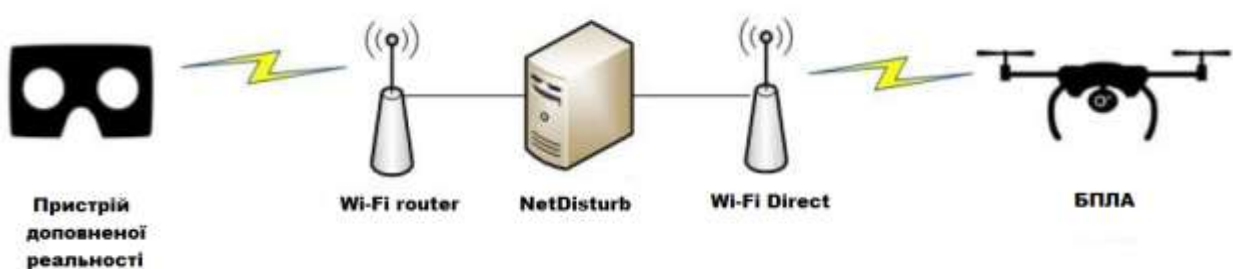 Wi-Fi router
NetDisturb
Wi-Fi Direct
БПЛА
Пристрій
доповненої
реальності